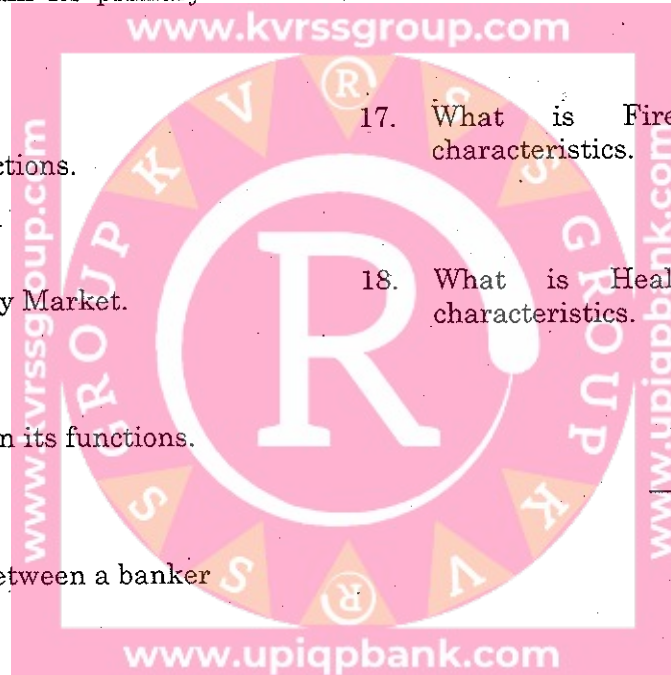 www.kvrssgroup.com
17. What is Fire
characteristics.
ctions.
y Market.
18. What is Heal
characteristics.
n its functions.
etween a banker
K V R S S GROUP
R
www.kvrssgroup.com
www.upiqpbank.com
www.upiqpbank.com